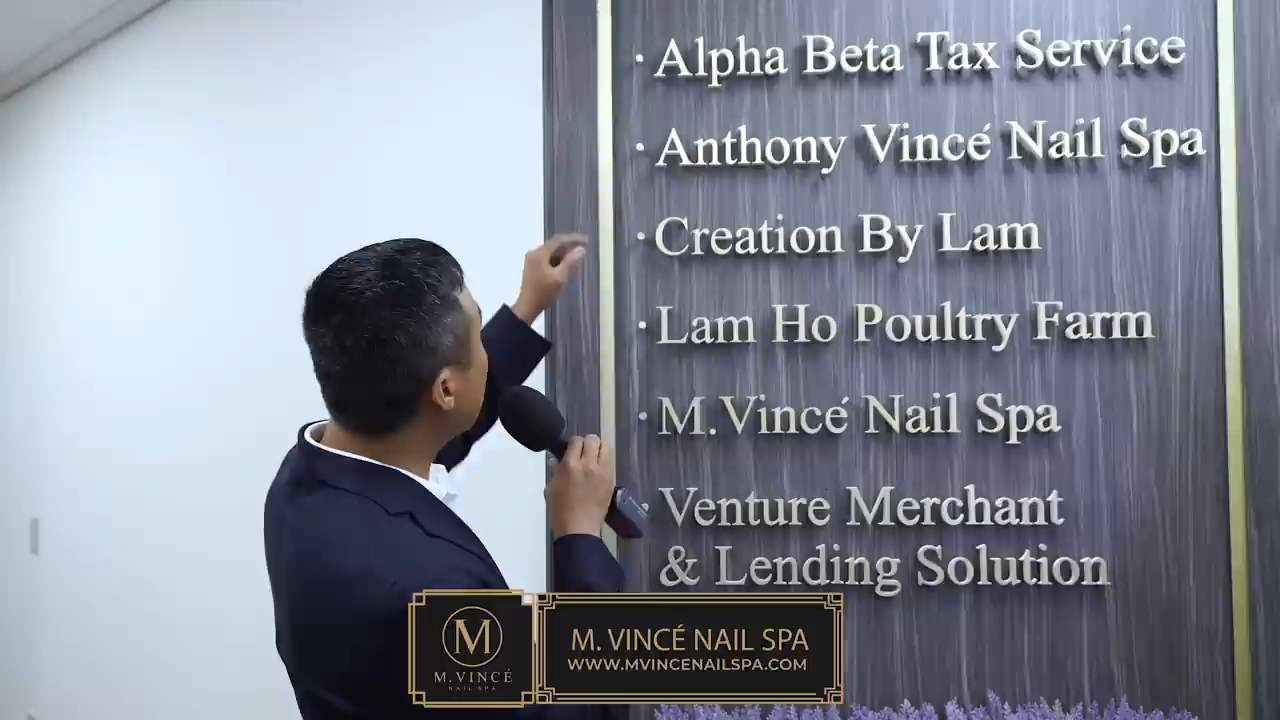 · Alpha Beta Tax Service
· Anthony Vincé Nail Spa
· Creation By Lam
· Lam Ho Poultry Farm
· M.Vincé Nail Spa
· Venture Merchant
& Lending Solution
M
M.VINCÉ
NAIL SPA
M. VINCÉ NAIL SPA
WWW.MVINCENAILSPA.COM